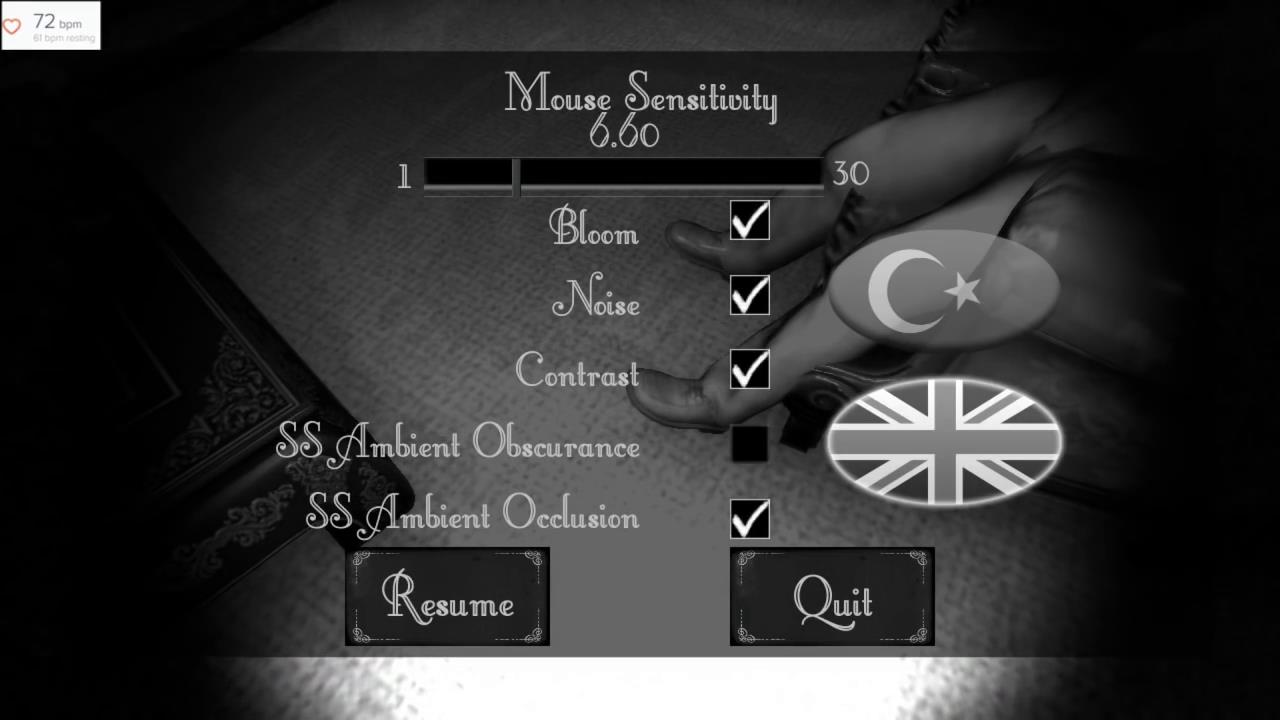 72 bpm
61 bpm resting
Mouse Sensitivity
6.60
1
30
Bloom
Noise
Contrast
SS Ambient Obscurance
SS Ambient Occlusion
Resume
Quit